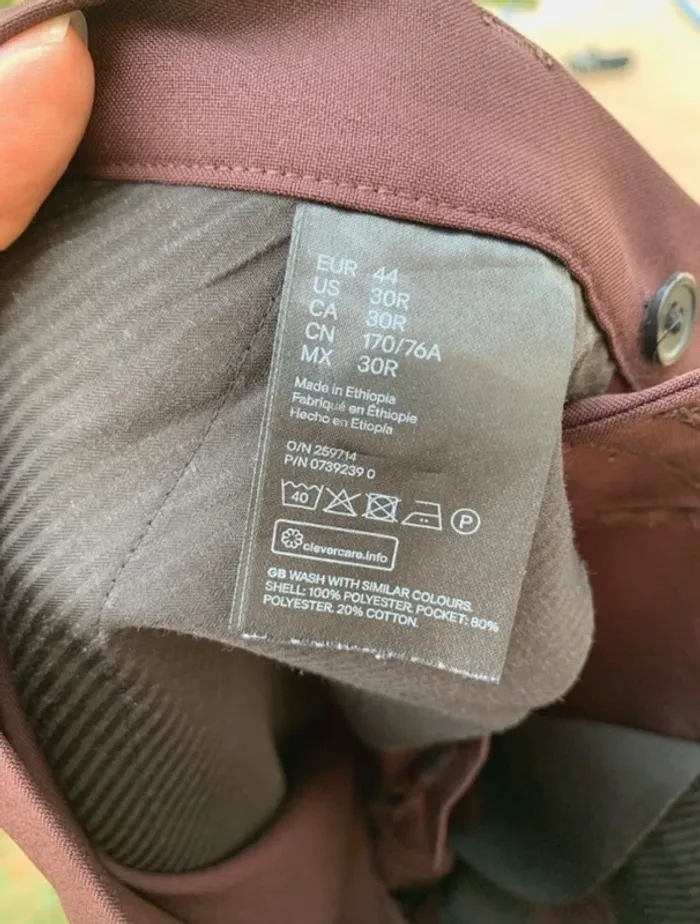 EUR 44
US 30R
CA 30R
CN 170/76A
MX 30R
Made in Ethiopia
Fabriqué en Éthiopie
Hecho en Etiopía
O/N 259714
P/N 0739239 0
40 P
clevercare.info
GB WASH WITH SIMILAR COLOURS.
SHELL: 100% POLYESTER. POCKET: 80%
POLYESTER. 20% COTTON.